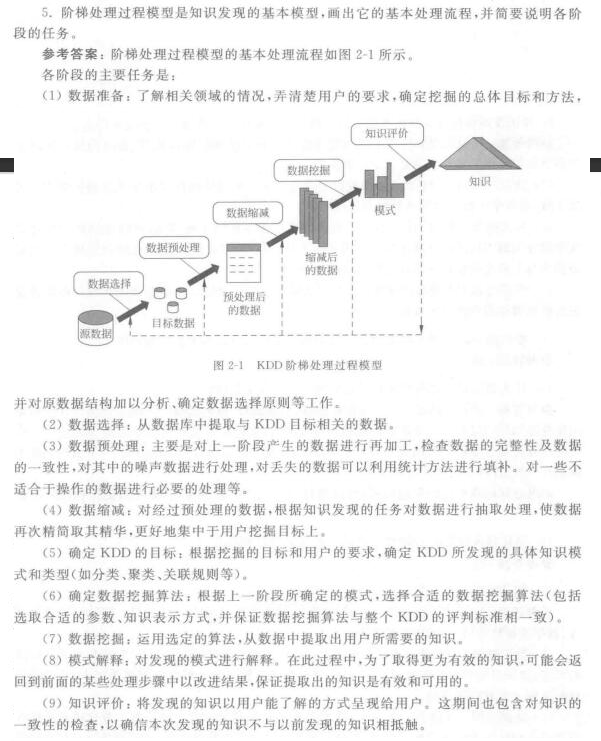 5. 阶梯处理过程模型是知识发现的基本模型,画出它的基本处理流程,并简要说明各阶
段的任务。
参考答案:阶梯处理过程模型的基本处理流程如图 2-1 所示。
各阶段的主要任务是:
(1) 数据准备:了解相关领域的情况,弄清楚用户的要求,确定挖掘的总体目标和方法,
知识评价
数据挖掘
知识
数据缩减
模式
数据预处理
缩减后
的数据
数据选择
预处理后
的数据
目标数据
源数据
图 2-1 KDD 阶梯处理过程模型
并对原数据结构加以分析、确定数据选择原则等工作。
(2) 数据选择:从数据库中提取与 KDD 目标相关的数据。
(3) 数据预处理:主要是对上一阶段产生的数据进行再加工,检查数据的完整性及数据
的一致性,对其中的噪声数据进行处理,对丢失的数据可以利用统计方法进行填补。对一些不
适合于操作的数据进行必要的处理等。
(4) 数据缩减:对经过预处理的数据,根据知识发现的任务对数据进行抽取处理,使数据
再次精简取其精华,更好地集中于用户挖掘目标上。
(5) 确定 KDD 的目标:根据挖掘的目标和用户的要求,确定 KDD 所发现的具体知识模
式和类型(如分类、聚类、关联规则等)。
(6) 确定数据挖掘算法:根据上一阶段所确定的模式,选择合适的数据挖掘算法(包括
选取合适的参数、知识表示方式,并保证数据挖掘算法与整个 KDD 的评判标准相一致)。
(7) 数据挖掘:运用选定的算法,从数据中提取出用户所需要的知识。
(8) 模式解释:对发现的模式进行解释。在此过程中,为了取得更为有效的知识,可能会返
回到前面的某些处理步骤中以改进结果,保证提取出的知识是有效和可用的。
(9) 知识评价:将发现的知识以用户能了解的方式呈现给用户。这期间也包含对知识的
一致性的检查,以确信本次发现的知识不与以前发现的知识相抵触。